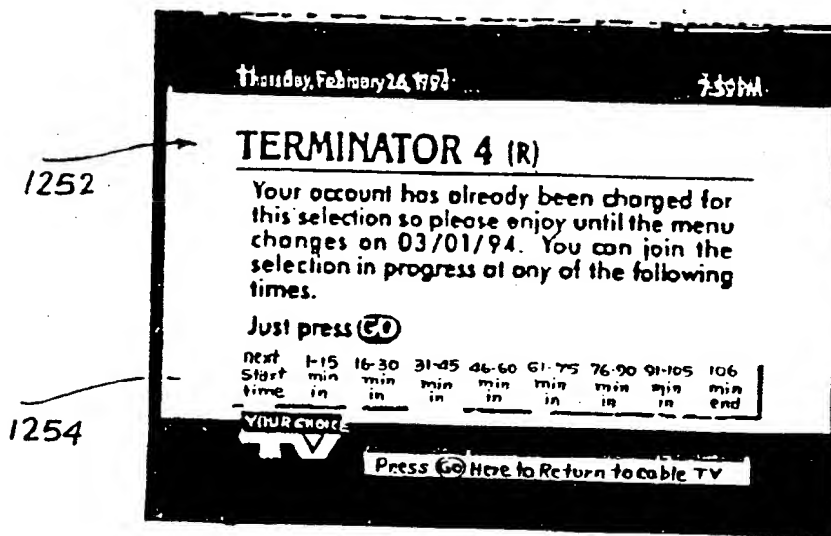 Thursday, February 26, 1994 7:59PM
TERMINATOR 4 (R)
1252
Your account has already been charged for
this selection so please enjoy until the menu
changes on 03/01/94. You can join the
selection in progress at any of the following
times.
Just press GO
next 1-15 16-30 31-45 46-60 61-75 76-90 91-105 106
Start min min min min min min min min
time in in in in in in in end
1254
YOUR CHOICE
TV
Press GO Here to Return to cable TV